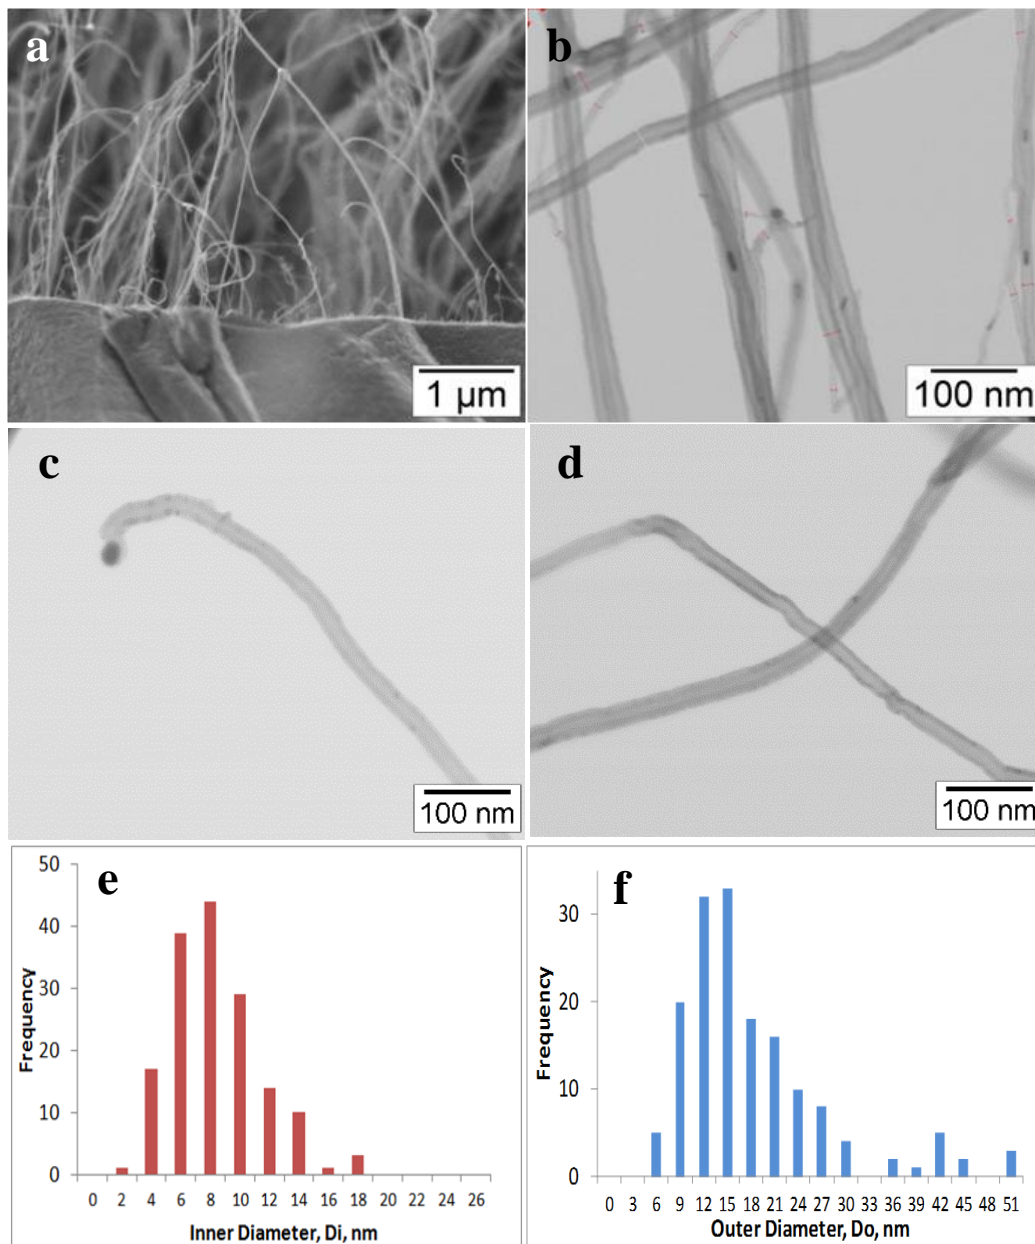 a
b
1 µm
100 nm
c
d
100 nm
100 nm
e
50
40
30
20
10
0
Frequency
0 2 4 6 8 10 12 14 16 18 20 22 24 26
Inner Diameter, Di, nm
f
30
20
10
0
Frequency
0 3 6 9 12 15 18 21 24 27 30 33 36 39 42 45 48 51
Outer Diameter, Do, nm